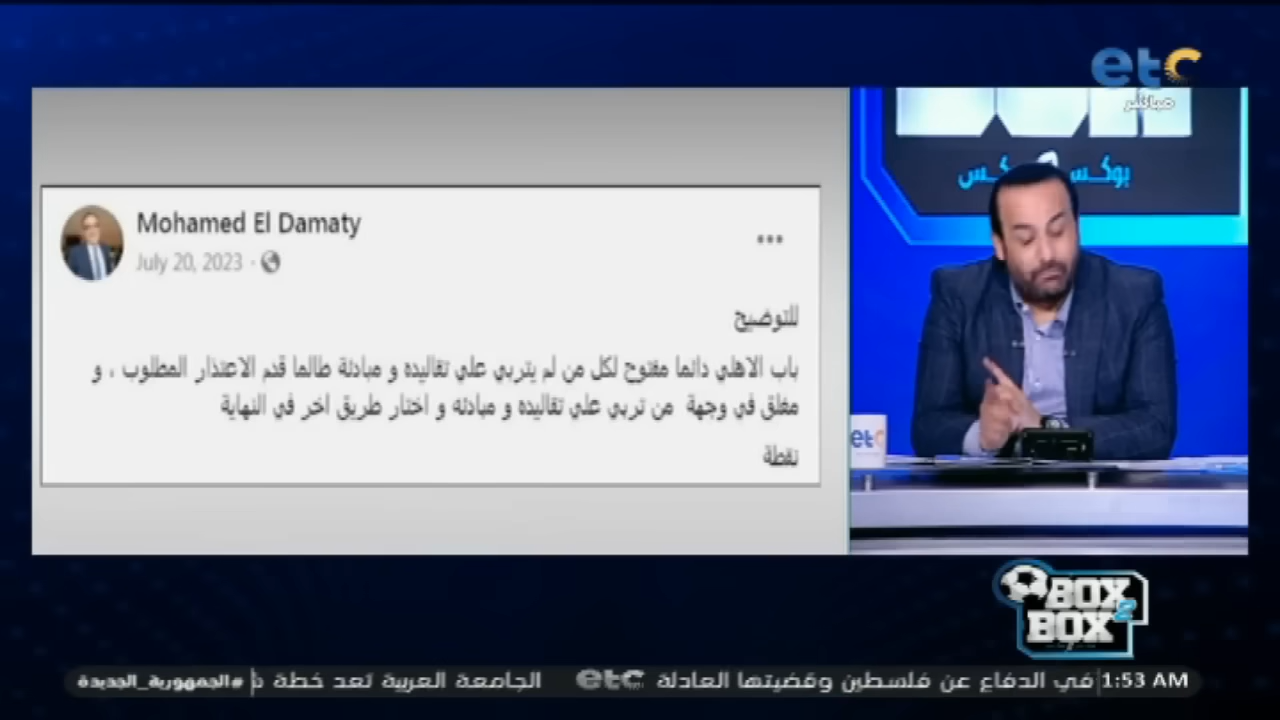 etc
مباشر
بوكس 2 بوكس
Mohamed El Damaty
July 20, 2023
للتوضيح
باب الاهلي دائما مفتوح لكل من لم يتربي علي تقاليده و مبادئة طالما قدم الاعتذار المطلوب ، و
مغلق في وجهة من تربي علي تقاليده و مبادئه و اختار طريق اخر في النهاية
نقطة
etc
BOX 2
BOX
1:53 AM في الدفاع عن فلسطين وقضيتها العادلة etc الجامعة العربية تعد خطة #الجمهورية_الجديدة